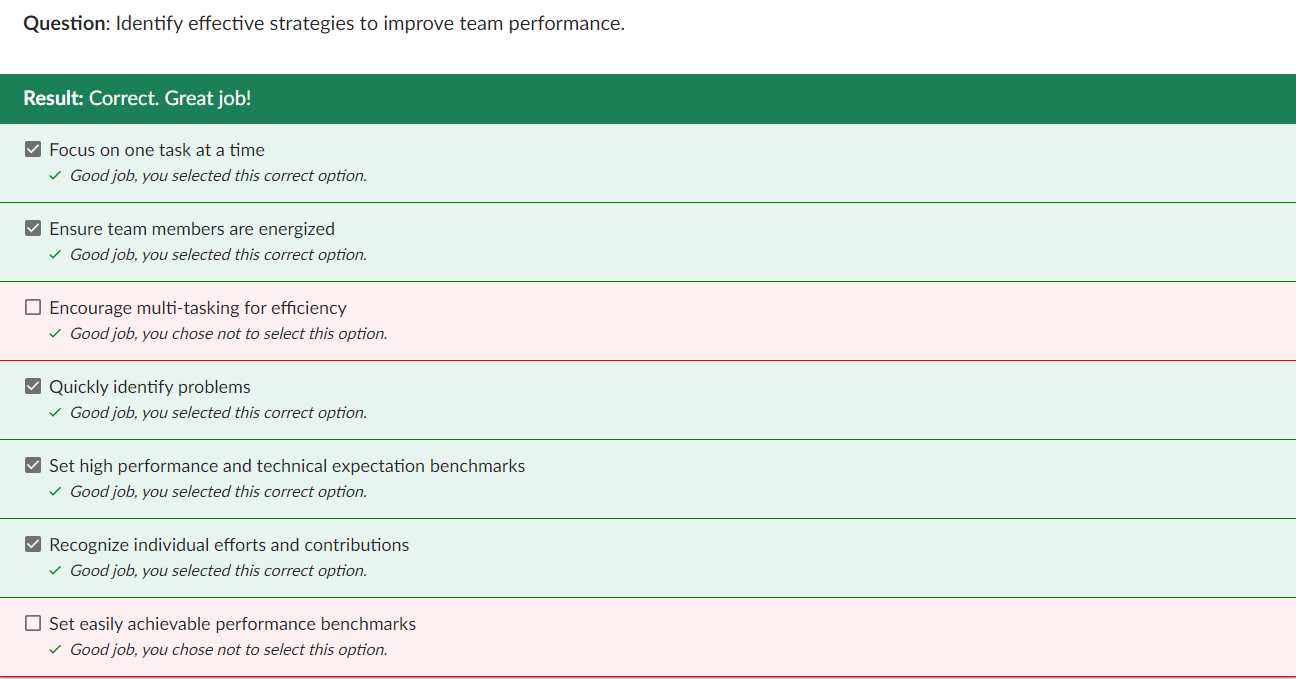 Question: Identify effective strategies to improve team performance.
Result: Correct. Great job!
Focus on one task at a time
Good job, you selected this correct option.
Ensure team members are energized
Good job, you selected this correct option.
Encourage multi-tasking for efficiency
Good job, you chose not to select this option.
Quickly identify problems
Good job, you selected this correct option.
Set high performance and technical expectation benchmarks
Good job, you selected this correct option.
Recognize individual efforts and contributions
Good job, you selected this correct option.
Set easily achievable performance benchmarks
Good job, you chose not to select this option.